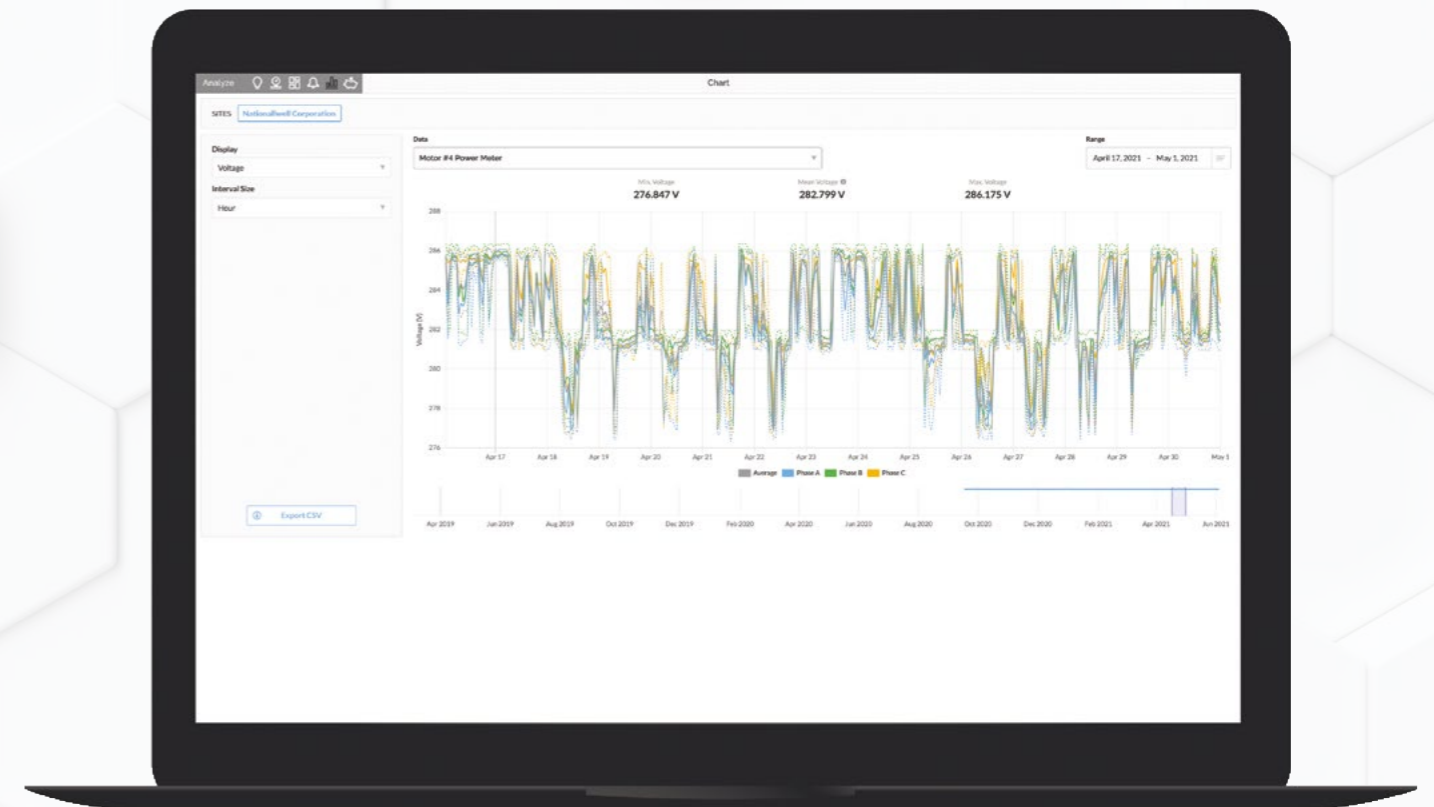 Analyze
Chart
SITES Nationallwell Corporation
Display
Voltage
Interval Size
Hour
Export CSV
Data
Motor #4 Power Meter
Range
April 17, 2021 - May 1, 2021
Min. Voltage Mean Voltage Max. Voltage
276.847 V 282.799 V 286.175 V
Voltage (V)
288
286
284
282
280
278
276
Apr 17 Apr 18 Apr 19 Apr 20 Apr 21 Apr 22 Apr 23 Apr 24 Apr 25 Apr 26 Apr 27 Apr 28 Apr 29 Apr 30 May 1
Average Phase A Phase B Phase C
Apr 2019 Jun 2019 Aug 2019 Oct 2019 Dec 2019 Feb 2020 Apr 2020 Jun 2020 Aug 2020 Oct 2020 Dec 2020 Feb 2021 Apr 2021 Jun 2021